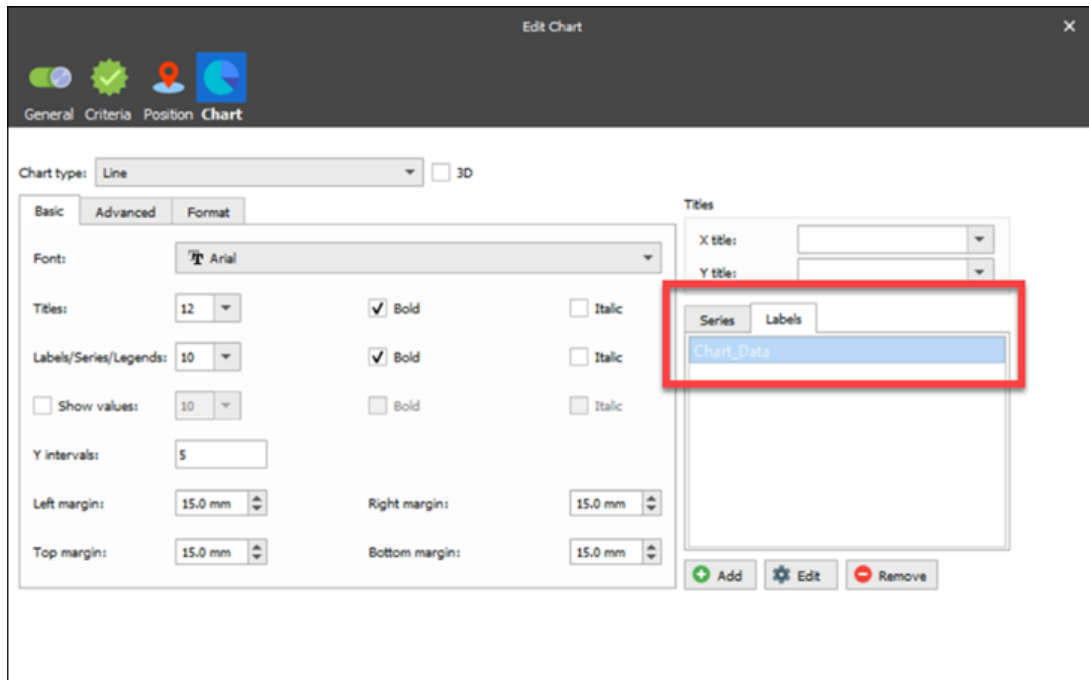 Edit Chart
General Criteria Position Chart
Chart type: Line 3D
Basic Advanced Format
Font: Arial
Titles: 12 Bold Italic
Labels/Series/Legends: 10 Bold Italic
Show values: 10 Bold Italic
Y intervals: 5
Left margin: 15.0 mm Right margin: 15.0 mm
Top margin: 15.0 mm Bottom margin: 15.0 mm
Titles
X title:
Y title:
Series Labels
Chart_Data
Add Edit Remove